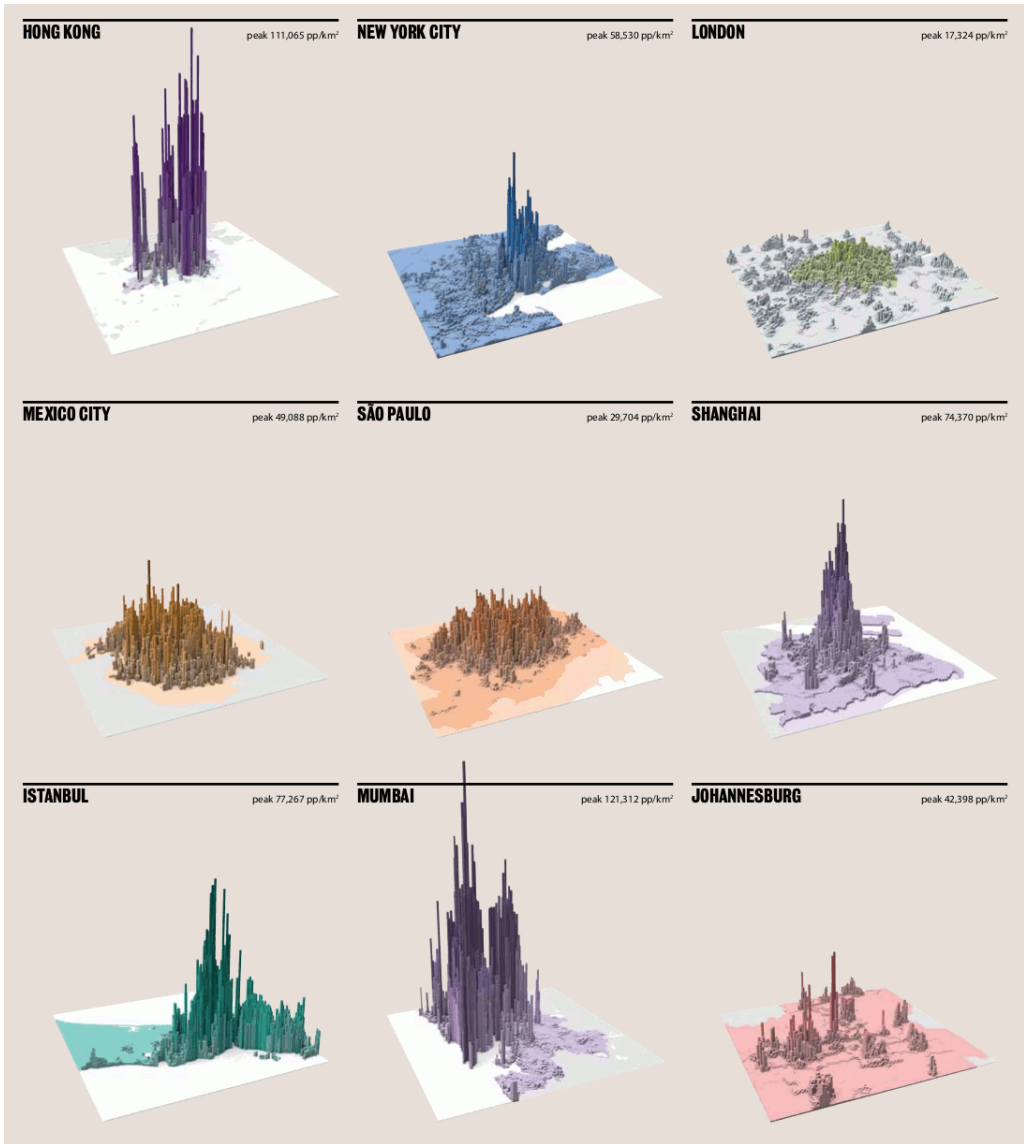 HONG KONG
peak 111,065 pp/km²
NEW YORK CITY
peak 58,530 pp/km²
LONDON
peak 17,324 pp/km²
MEXICO CITY
peak 49,088 pp/km²
SÃO PAULO
peak 29,704 pp/km²
SHANGHAI
peak 74,370 pp/km²
ISTANBUL
peak 77,267 pp/km²
MUMBAI
peak 121,312 pp/km²
JOHANNESBURG
peak 42,398 pp/km²